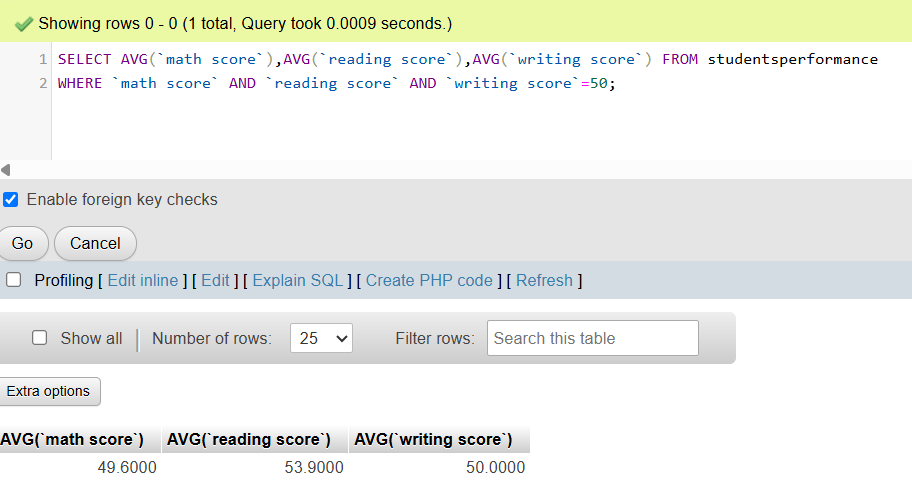 Showing rows 0 - 0 (1 total, Query took 0.0009 seconds.)
1 SELECT AVG(`math score`),AVG(`reading score`),AVG(`writing score`) FROM studentsperformance
2 WHERE `math score` AND `reading score` AND `writing score`=50;
Enable foreign key checks
Go Cancel
Profiling [ Edit inline ] [ Edit ] [ Explain SQL ] [ Create PHP code ] [ Refresh ]
Show all Number of rows: 25 Filter rows: Search this table
Extra options
AVG(`math score`) AVG(`reading score`) AVG(`writing score`)
49.6000 53.9000 50.0000